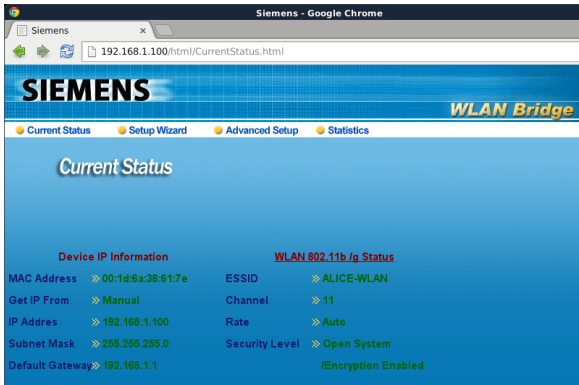 Siemens - Google Chrome
Siemens ×
192.168.1.100/html/CurrentStatus.html
SIEMENS
WLAN Bridge
Current Status Setup Wizard Advanced Setup Statistics
Current Status
Device IP Information WLAN 802.11b /g Status
MAC Address » 00:1d:6a:38:61:7e ESSID » ALICE-WLAN
Get IP From » Manual Channel » 11
IP Addres » 192.168.1.100 Rate » Auto
Subnet Mask » 255.255.255.0 Security Level » Open System
Default Gateway» 192.168.1.1 /Encryption Enabled